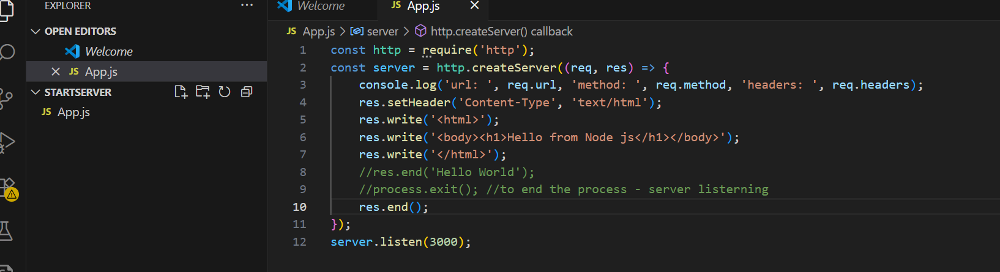 EXPLORER ···
OPEN EDITORS
Welcome
JS App.js
STARTSERVER
JS App.js
Welcome
JS App.js
JS App.js > server > http.createServer() callback
1 const http = require('http');
2 const server = http.createServer((req, res) => {
3 console.log('url: ', req.url, 'method: ', req.method, 'headers: ', req.headers);
4 res.setHeader('Content-Type', 'text/html');
5 res.write('<html>');
6 res.write('<body><h1>Hello from Node js</h1></body>');
7 res.write('</html>');
8 //res.end('Hello World');
9 //process.exit(); //to end the process - server listerning
10 res.end();
11 });
12 server.listen(3000);